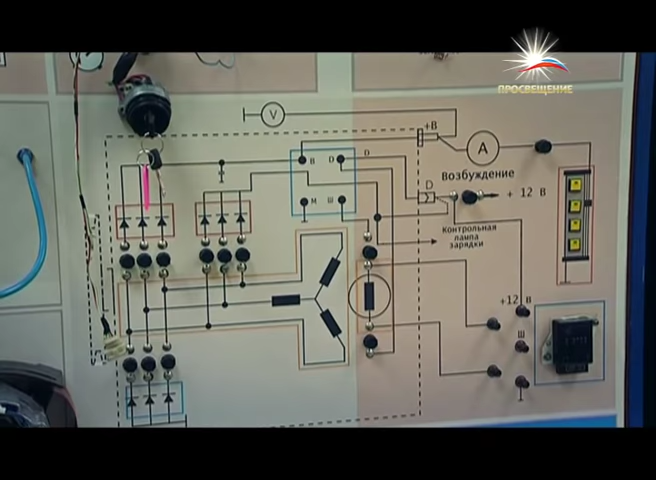 ПРОСВЕЩЕНИЕ
V
+B
A
В
D
D
Возбуждение
D
+ 12 В
М
Ш
Контрольная
лампа
зарядки
+12 В
Ш